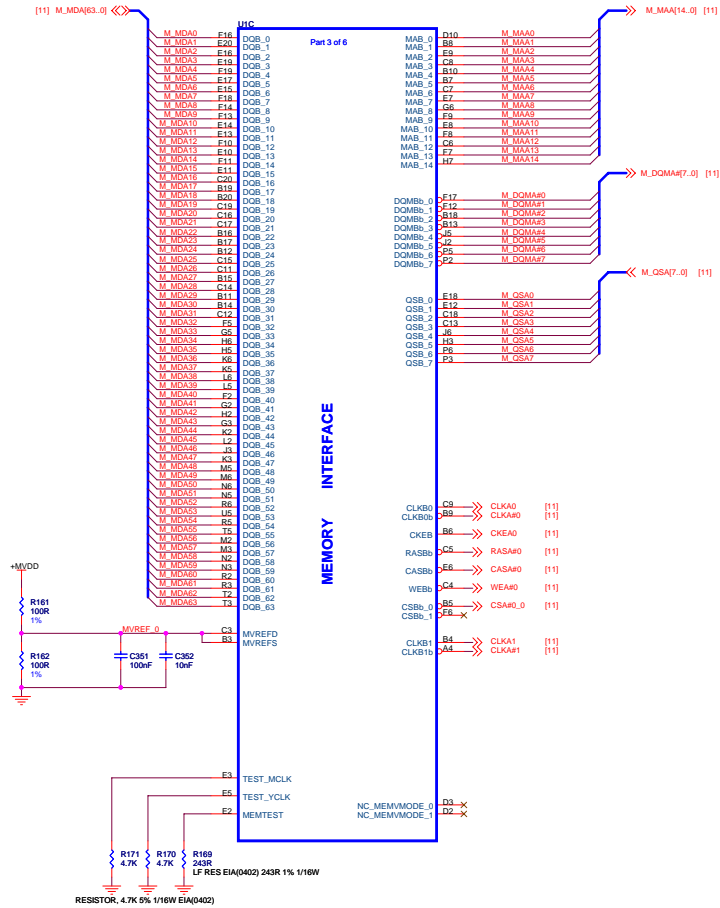 [11] M_MDA[63..0]
U1C
Part 3 of 6
[11] M_MAA[14..0]
M_MDA0 F16 DQB_0
M_MDA1 E20 DQB_1
M_MDA2 E16 DQB_2
M_MDA3 E19 DQB_3
M_MDA4 F19 DQB_4
M_MDA5 E17 DQB_5
M_MDA6 E15 DQB_6
M_MDA7 F18 DQB_7
M_MDA8 F14 DQB_8
M_MDA9 F13 DQB_9
M_MDA10 E14 DQB_10
M_MDA11 E13 DQB_11
M_MDA12 F10 DQB_12
M_MDA13 E10 DQB_13
M_MDA14 F11 DQB_14
M_MDA15 E11 DQB_15
M_MDA16 C20 DQB_16
M_MDA17 B19 DQB_17
M_MDA18 B20 DQB_18
M_MDA19 C19 DQB_19
M_MDA20 C16 DQB_20
M_MDA21 C17 DQB_21
M_MDA22 B16 DQB_22
M_MDA23 B17 DQB_23
M_MDA24 B12 DQB_24
M_MDA25 C15 DQB_25
M_MDA26 C11 DQB_26
M_MDA27 B15 DQB_27
M_MDA28 C14 DQB_28
M_MDA29 B11 DQB_29
M_MDA30 B14 DQB_30
M_MDA31 C12 DQB_31
M_MDA32 F5 DQB_32
M_MDA33 G5 DQB_33
M_MDA34 H6 DQB_34
M_MDA35 H5 DQB_35
M_MDA36 K6 DQB_36
M_MDA37 K5 DQB_37
M_MDA38 L6 DQB_38
M_MDA39 L5 DQB_39
M_MDA40 F2 DQB_40
M_MDA41 G2 DQB_41
M_MDA42 H2 DQB_42
M_MDA43 G3 DQB_43
M_MDA44 K2 DQB_44
M_MDA45 L2 DQB_45
M_MDA46 J3 DQB_46
M_MDA47 K3 DQB_47
M_MDA48 M5 DQB_48
M_MDA49 M6 DQB_49
M_MDA50 N6 DQB_50
M_MDA51 N5 DQB_51
M_MDA52 R6 DQB_52
M_MDA53 U5 DQB_53
M_MDA54 R5 DQB_54
M_MDA55 T5 DQB_55
M_MDA56 M2 DQB_56
M_MDA57 M3 DQB_57
M_MDA58 N2 DQB_58
M_MDA59 N3 DQB_59
M_MDA60 R2 DQB_60
M_MDA61 R3 DQB_61
M_MDA62 T2 DQB_62
M_MDA63 T3 DQB_63
MAB_0 D10 M_MAA0
MAB_1 B8 M_MAA1
MAB_2 E9 M_MAA2
MAB_3 C8 M_MAA3
MAB_4 B10 M_MAA4
MAB_5 B7 M_MAA5
MAB_6 C7 M_MAA6
MAB_7 E7 M_MAA7
MAB_8 G6 M_MAA8
MAB_9 F9 M_MAA9
MAB_10 E8 M_MAA10
MAB_11 F8 M_MAA11
MAB_12 C6 M_MAA12
MAB_13 F7 M_MAA13
MAB_14 H7 M_MAA14
M_DQMA#[7..0] [11]
DQMBb_0 F17 M_DQMA#0
DQMBb_1 F12 M_DQMA#1
DQMBb_2 B18 M_DQMA#2
DQMBb_3 B13 M_DQMA#3
DQMBb_4 J5 M_DQMA#4
DQMBb_5 J2 M_DQMA#5
DQMBb_6 P5 M_DQMA#6
DQMBb_7 P2 M_DQMA#7
M_QSA[7..0] [11]
QSB_0 E18 M_QSA0
QSB_1 E12 M_QSA1
QSB_2 C18 M_QSA2
QSB_3 C13 M_QSA3
QSB_4 J6 M_QSA4
QSB_5 H3 M_QSA5
QSB_6 P6 M_QSA6
QSB_7 P3 M_QSA7
MEMORY INTERFACE
CLKB0 C9 CLKA0 [11]
CLKB0b B9 CLKA#0 [11]
CKEB B6 CKEA0 [11]
RASBb C5 RASA#0 [11]
CASBb E6 CASA#0 [11]
WEBb C4 WEA#0 [11]
CSBb_0 B5 CSA#0_0 [11]
CSBb_1 F6
CLKB1 B4 CLKA1 [11]
CLKB1b A4 CLKA#1 [11]
+MVDD
R161
100R
1%
MVREF_0 C3 MVREFD
B3 MVREFS
R162
100R
1%
C351
100nF
C352
10nF
E3 TEST_MCLK
F5 TEST_YCLK
E2 MEMTEST
NC_MEMVMODE_0 D3
NC_MEMVMODE_1 D2
R171
4.7K
R170
4.7K
R169
243R
LF RES EIA(0402) 243R 1% 1/16W
RESISTOR, 4.7K 5% 1/16W EIA(0402)